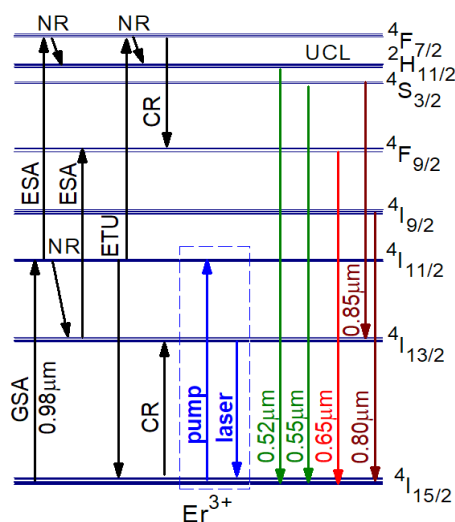 NR NR ⁴F₇/₂
UCL ²H₁₁/₂
⁴S₃/₂
CR
⁴F₉/₂
ESA ESA ETU
⁴I₉/₂
NR
⁴I₁₁/₂
0.85μm
⁴I₁₃/₂
GSA 0.98μm CR pump laser 0.52μm 0.55μm 0.65μm 0.80μm
⁴I₁₅/₂
Er³⁺